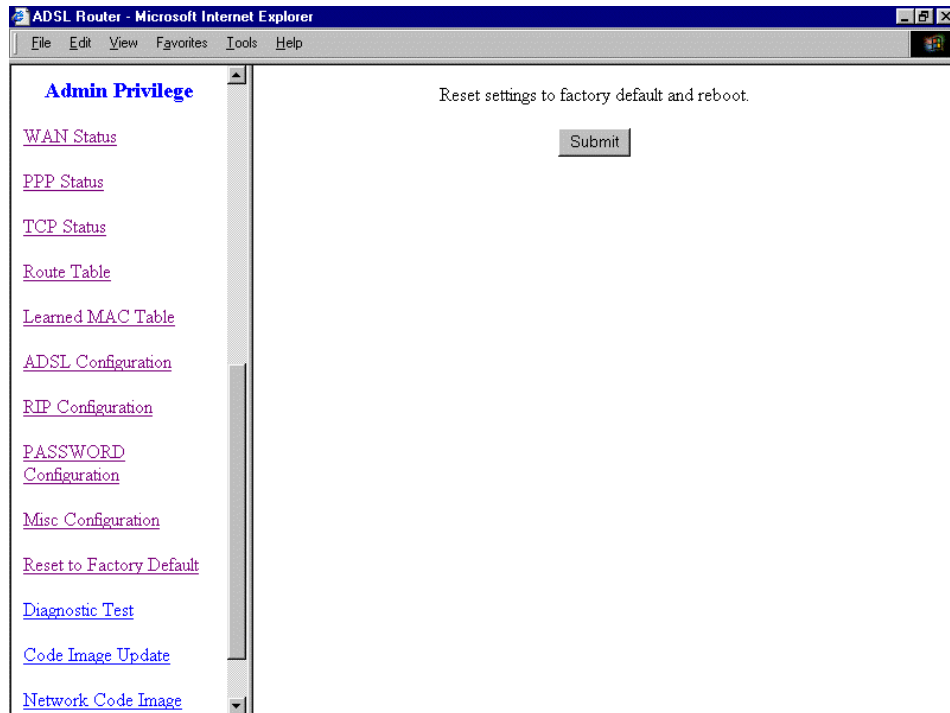 ADSL Router - Microsoft Internet Explorer
File Edit View Favorites Tools Help
Admin Privilege
WAN Status
PPP Status
TCP Status
Route Table
Learned MAC Table
ADSL Configuration
RIP Configuration
PASSWORD
Configuration
Misc Configuration
Reset to Factory Default
Diagnostic Test
Code Image Update
Network Code Image
Reset settings to factory default and reboot.
Submit